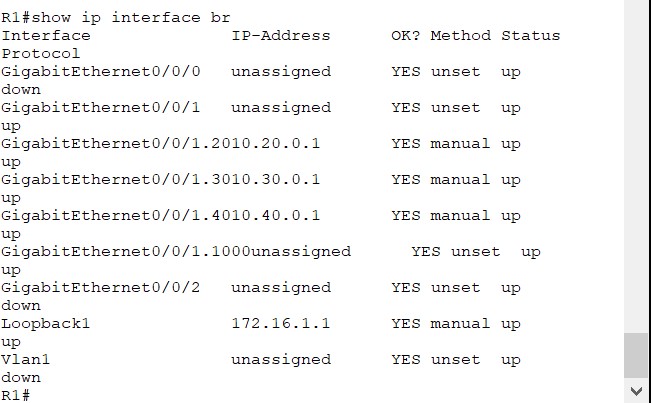 R1#show ip interface br
Interface IP-Address OK? Method Status
Protocol
GigabitEthernet0/0/0 unassigned YES unset up
down
GigabitEthernet0/0/1 unassigned YES unset up
up
GigabitEthernet0/0/1.2010.20.0.1 YES manual up
up
GigabitEthernet0/0/1.3010.30.0.1 YES manual up
up
GigabitEthernet0/0/1.4010.40.0.1 YES manual up
up
GigabitEthernet0/0/1.1000unassigned YES unset up
up
GigabitEthernet0/0/2 unassigned YES unset up
down
Loopback1 172.16.1.1 YES manual up
up
Vlan1 unassigned YES unset up
down
R1#